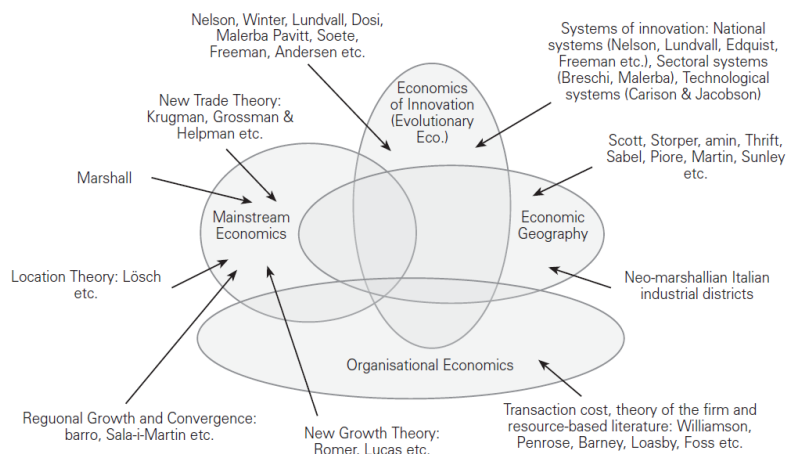 Nelson, Winter, Lundvall, Dosi,
Malerba Pavitt, Soete,
Freeman, Andersen etc.
Systems of innovation: National
systems (Nelson, Lundvall, Edquist,
Freeman etc.), Sectoral systems
(Breschi, Malerba), Technological
systems (Carison & Jacobson)
Economics
of Innovation
(Evolutionary
Eco.)
New Trade Theory:
Krugman, Grossman &
Helpman etc.
Scott, Storper, amin, Thrift,
Sabel, Piore, Martin, Sunley
etc.
Marshall
Mainstream
Economics
Economic
Geography
Location Theory: Lösch
etc.
Neo-marshallian Italian
industrial districts
Organisational Economics
Reguonal Growth and Convergence:
barro, Sala-i-Martin etc.
New Growth Theory:
Romer, Lucas etc.
Transaction cost, theory of the firm and
resource-based literature: Williamson,
Penrose, Barney, Loasby, Foss etc.